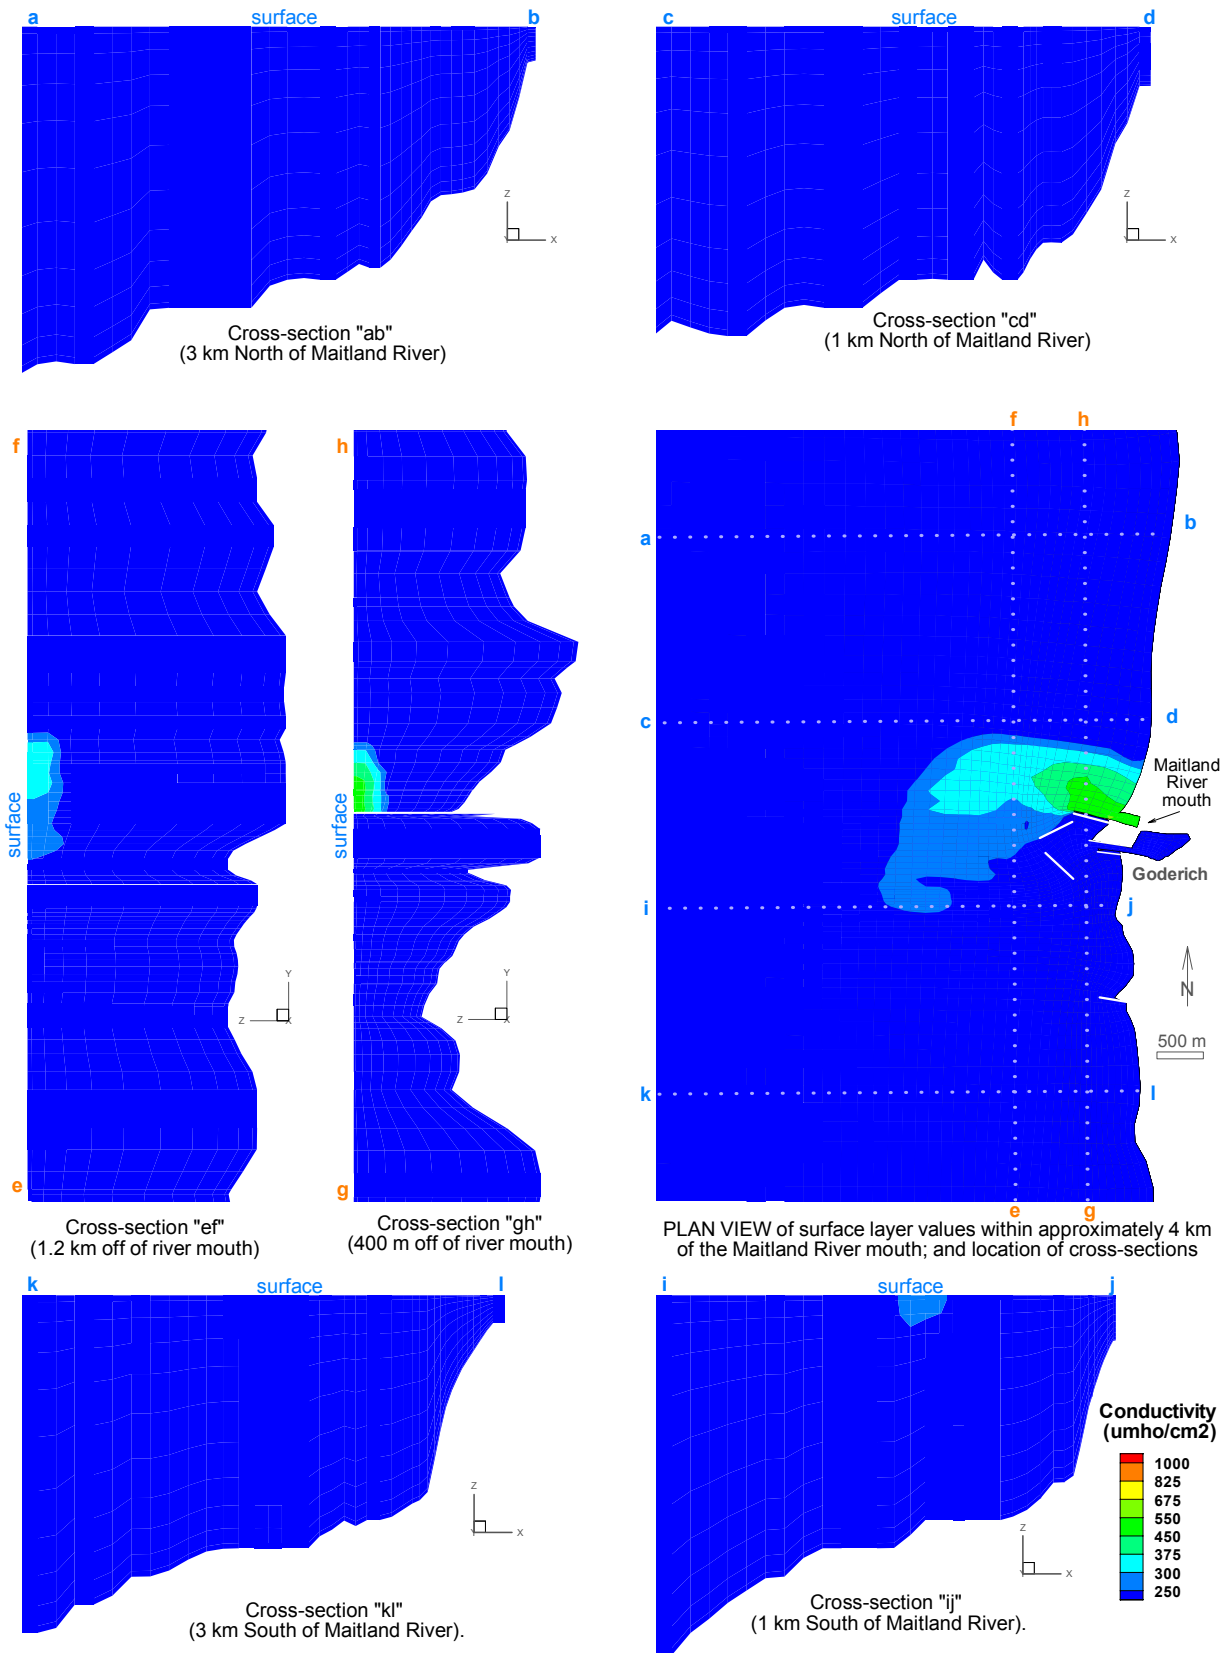 a surface b
c d
Z
X
Y
Z
X
Y
Cross-section "ab"
(3 km North of Maitland River)
Cross-section "cd"
(1 km North of Maitland River)
f
h
f h
a
b
c
d
Maitland
River
mouth
surface
surface
Goderich
i
j
Y
Z X
Y
Z X
N
500 m
k
l
e
g
e g
Cross-section "ef"
(1.2 km off of river mouth)
Cross-section "gh"
(400 m off of river mouth)
PLAN VIEW of surface layer values within approximately 4 km
of the Maitland River mouth; and location of cross-sections
k surface l
i surface j
Z
Y X
Z
Y X
Conductivity
(umho/cm2)
1000
825
675
550
450
375
300
250
Cross-section "kl"
(3 km South of Maitland River).
Cross-section "ij"
(1 km South of Maitland River).